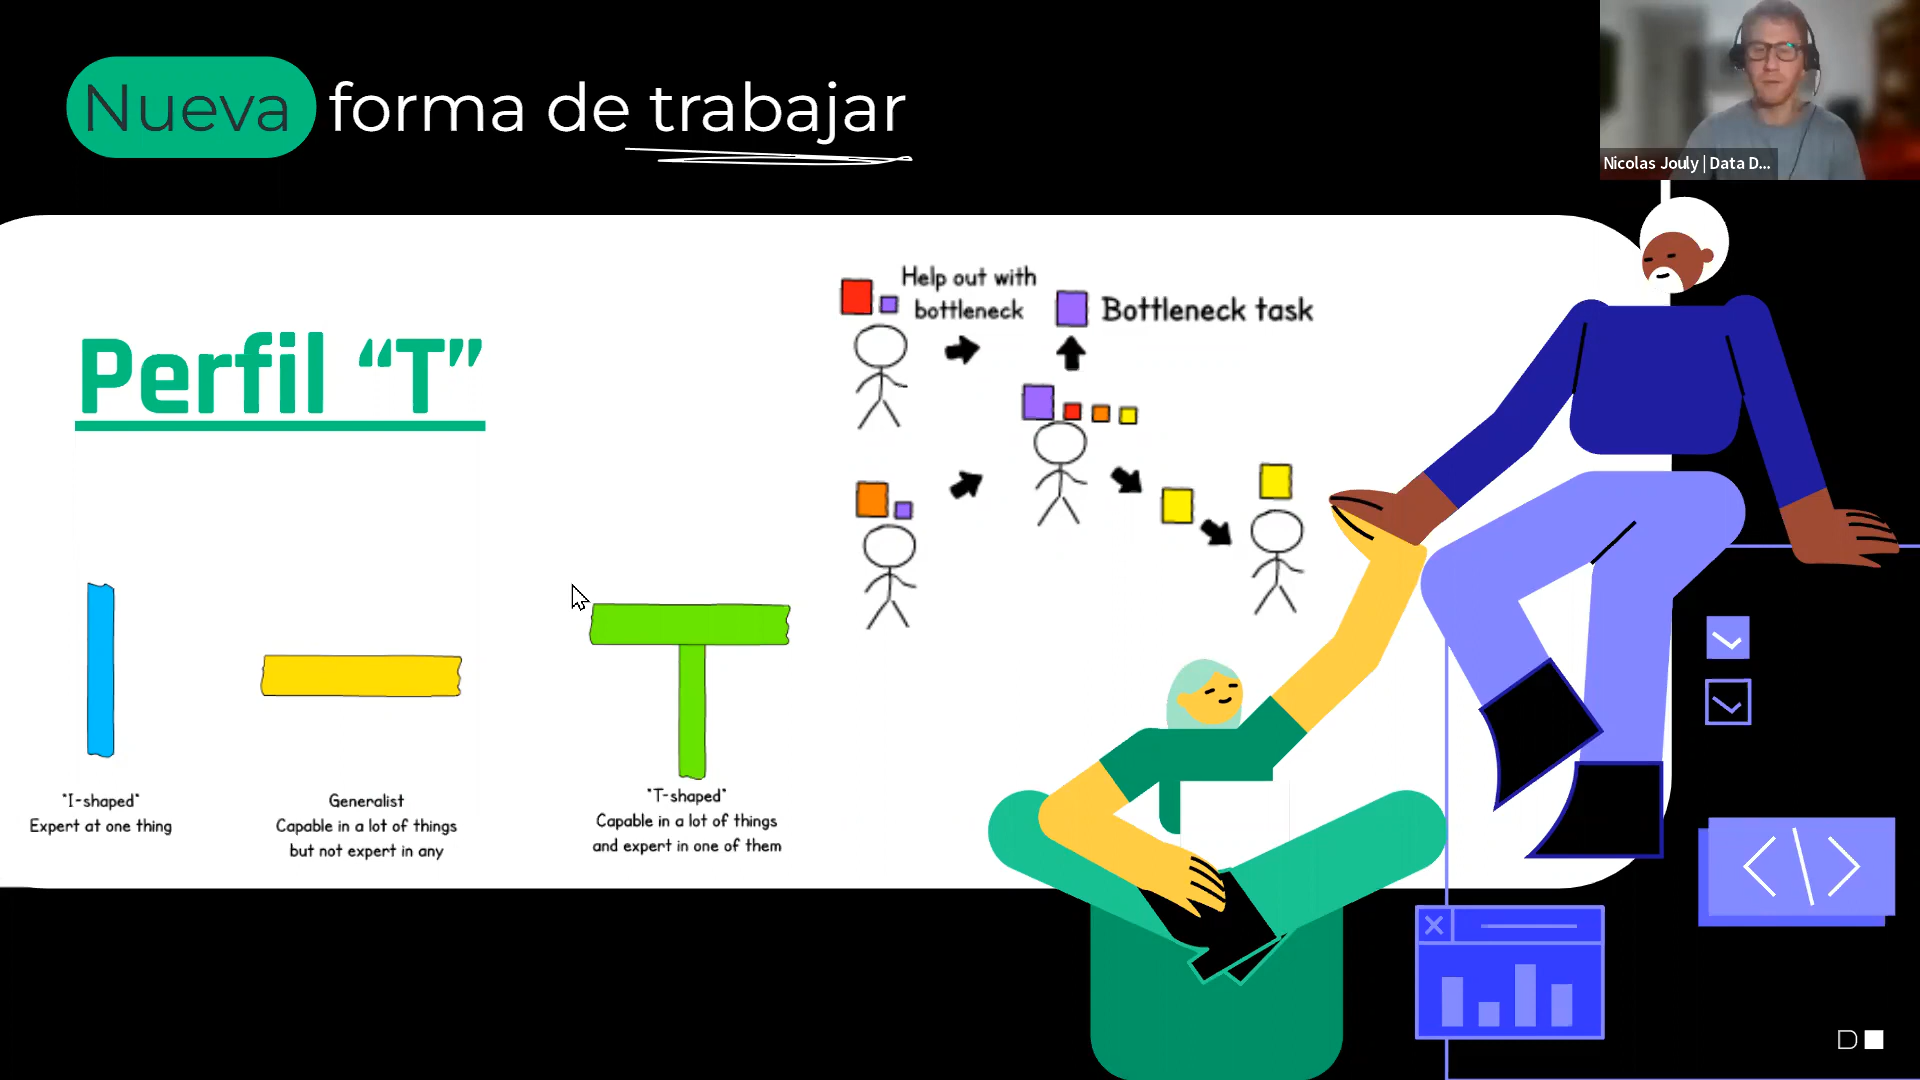 Nueva forma de trabajar
Nicolas Jouly | Data D...
Perfil “T”
Help out with
bottleneck
Bottleneck task
"I-shaped"
Expert at one thing
Generalist
Capable in a lot of things
but not expert in any
"T-shaped"
Capable in a lot of things
and expert in one of them